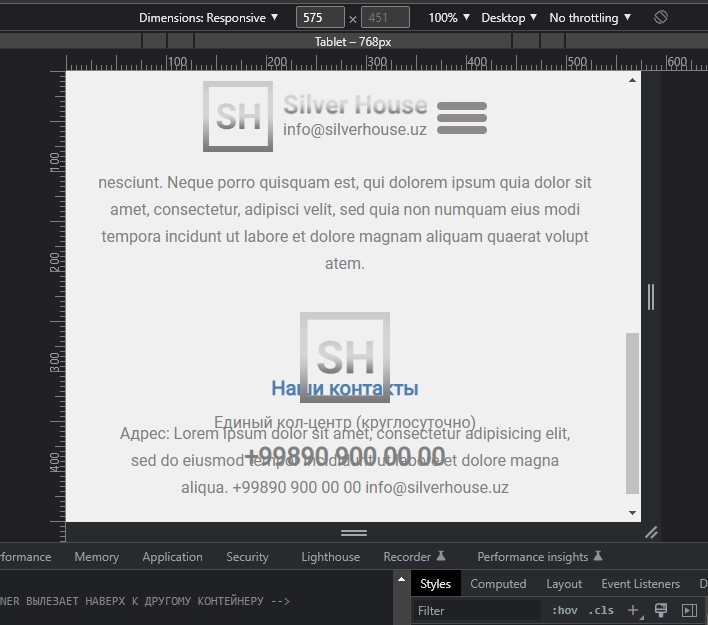 Dimensions: Responsive 575 × 451 100% Desktop No throttling
Tablet – 768px
100 200 300 400 500 600
100
200
300
400
SH
Silver House
info@silverhouse.uz
nesciunt. Neque porro quisquam est, qui dolorem ipsum quia dolor sit
amet, consectetur, adipisci velit, sed quia non numquam eius modi
tempora incidunt ut labore et dolore magnam aliquam quaerat volupt
atem.
SH
Наши контакты
Единый кол-центр (круглосуточно)
Адрес: Lorem ipsum dolor sit amet, consectetur adipisicing elit,
+99890 900 00 00
sed do eiusmod tempor incididunt ut labore et dolore magna
aliqua. +99890 900 00 00 info@silverhouse.uz
rformance Memory Application Security Lighthouse Recorder Performance insights
Styles Computed Layout Event Listeners D
NER ВЫЛЕЗАЕТ НАВЕРХ К ДРУГОМУ КОНТЕЙНЕРУ -->
Filter :hov .cls +